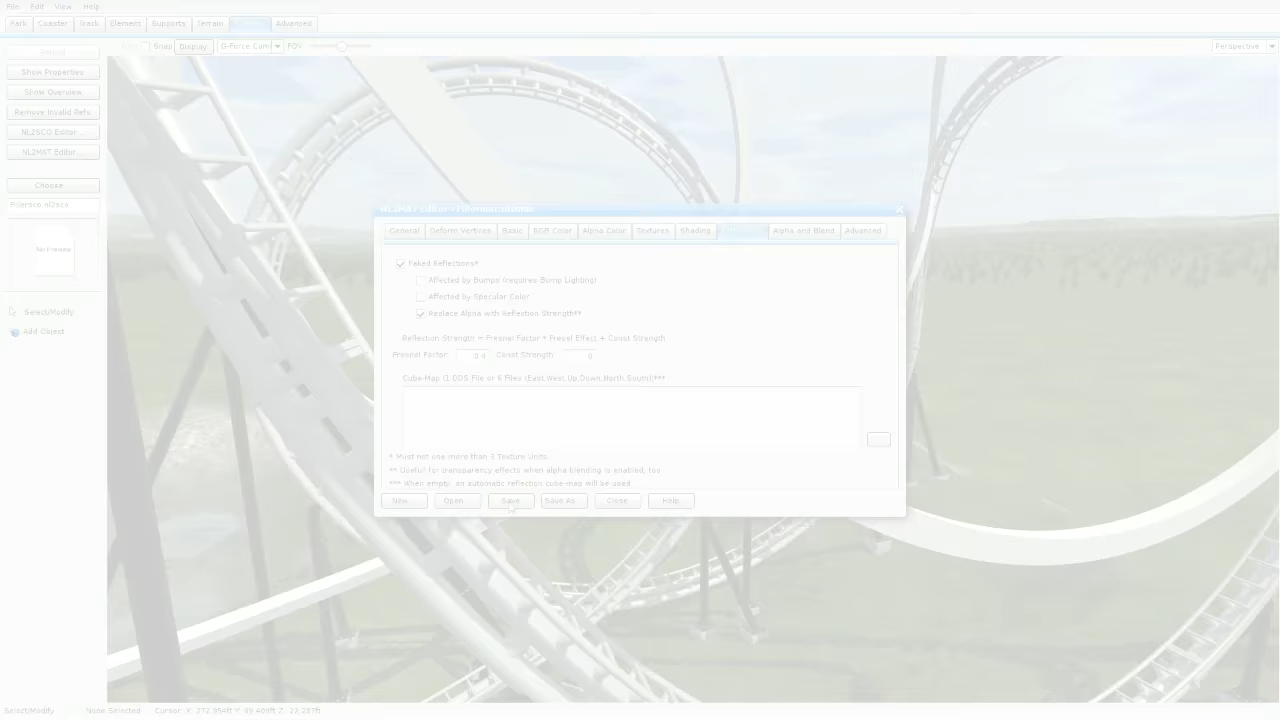 File Edit View Help
Park Coaster Track Element Supports Terrain Advanced
Snap Display G-Force Cam FOV Perspective
Show Properties
Show Overview
Remove Invalid Refs.
NL2SCO Editor ...
NL2MAT Editor ...
Choose
No Preview
Select/Modify
Add Object
General Deform Vertices Basic RGB Color Alpha Color Textures Shading Alpha and Blend Advanced
Faked Reflections*
Affected by Bumps (requires Bump Lighting)
Affected by Specular Color
Replace Alpha with Reflection Strength**
Reflection Strength = Fresnel Factor * Fresel Effect + Const Strength
Fresnel Factor: 0.4 Const Strength: 0
Cube-Map (1 DDS File or 6 Files (East,West,Up,Down,North,South))***
* Must not one more than 3 Texture Units.
** Useful for transparency effects when alpha blending is enabled, too
*** When empty, an automatic reflection cube-map will be used
New... Open... Save Save As... Close Help...
Select/Modify None Selected